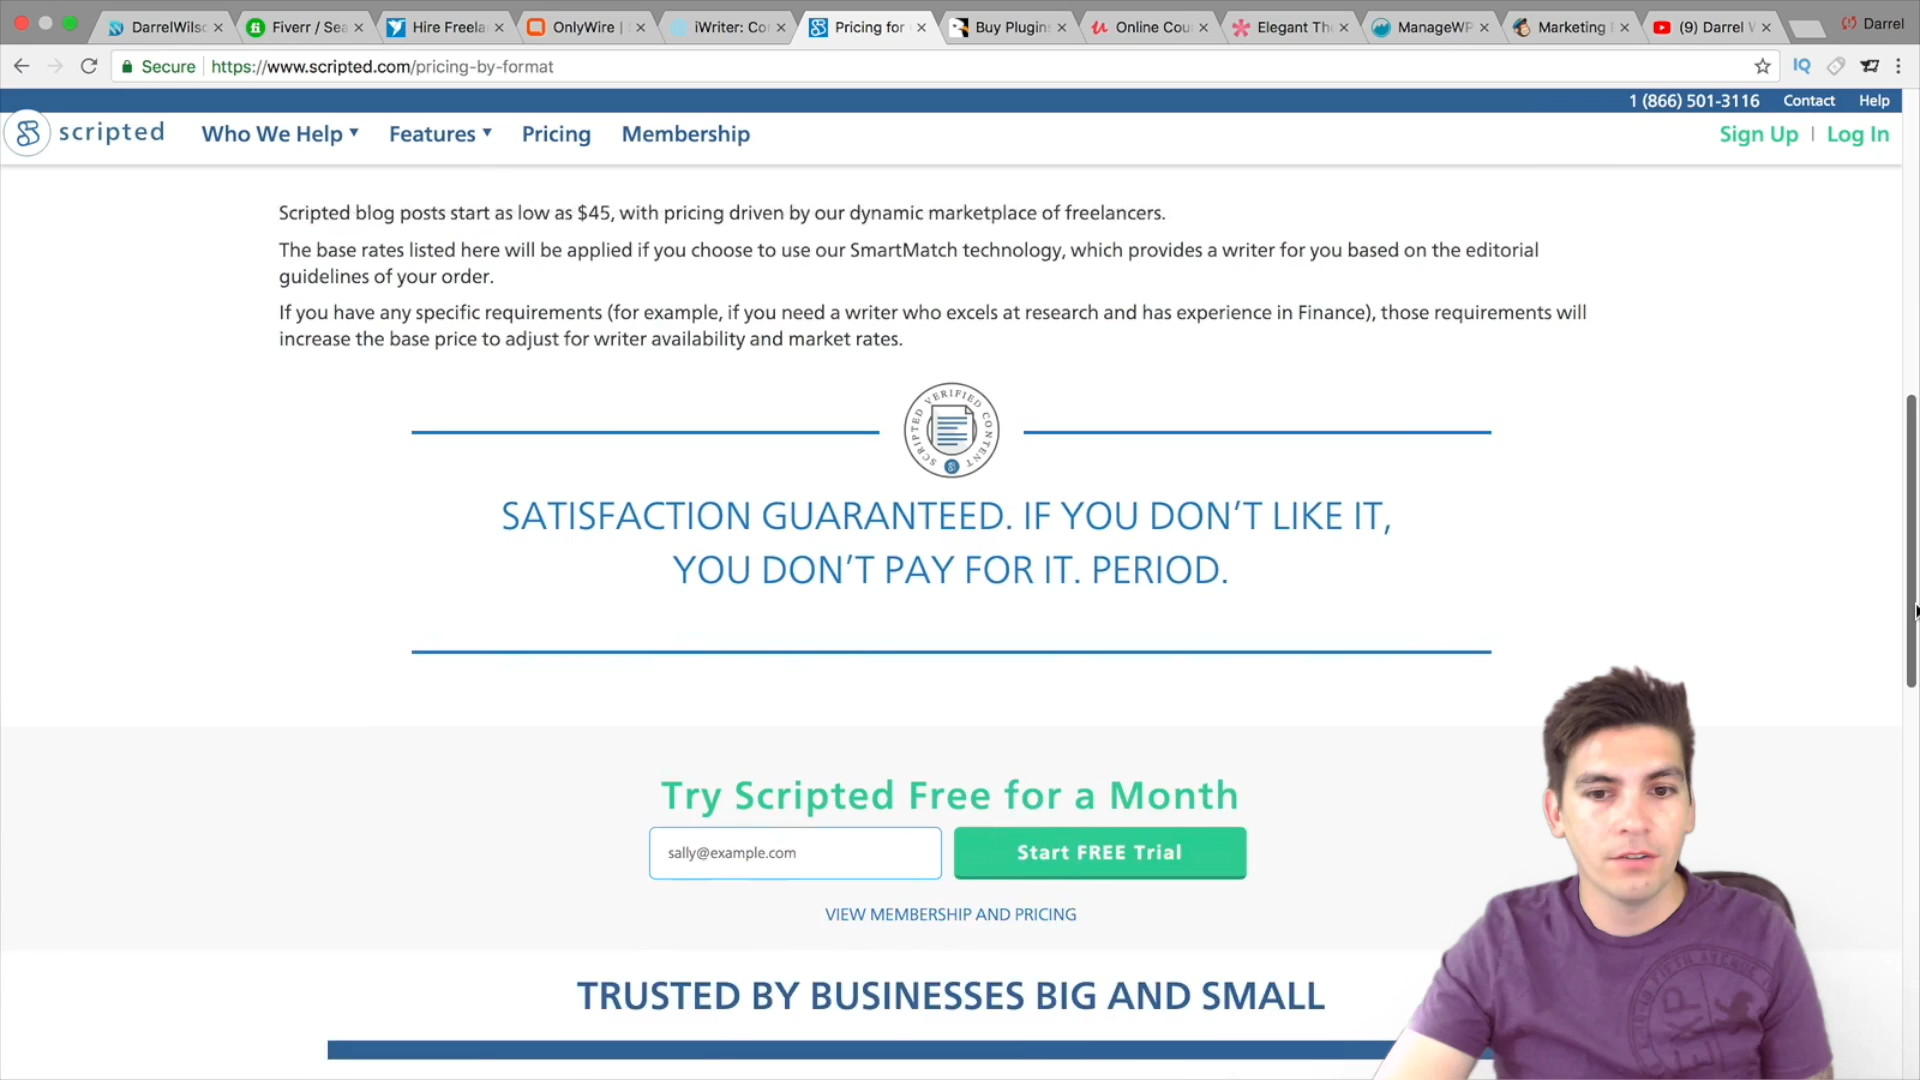 DarrelWilso
Fiverr / Sea
Hire Freela
OnlyWire |
iWriter: Co
Pricing for
Buy Plugins
Online Cou
Elegant The
ManageWP
Marketing
(9) Darrel W
Darrel
Secure
https://www.scripted.com/pricing-by-format
IQ
1 (866) 501-3116 Contact Help
scripted
Who We Help
Features
Pricing
Membership
Sign Up | Log In
Scripted blog posts start as low as $45, with pricing driven by our dynamic marketplace of freelancers.
The base rates listed here will be applied if you choose to use our SmartMatch technology, which provides a writer for you based on the editorial
guidelines of your order.
If you have any specific requirements (for example, if you need a writer who excels at research and has experience in Finance), those requirements will
increase the base price to adjust for writer availability and market rates.
SCRIPTED VERIFIED CONTENT
SATISFACTION GUARANTEED. IF YOU DON’T LIKE IT,
YOU DON’T PAY FOR IT. PERIOD.
Try Scripted Free for a Month
sally@example.com
Start FREE Trial
VIEW MEMBERSHIP AND PRICING
TRUSTED BY BUSINESSES BIG AND SMALL